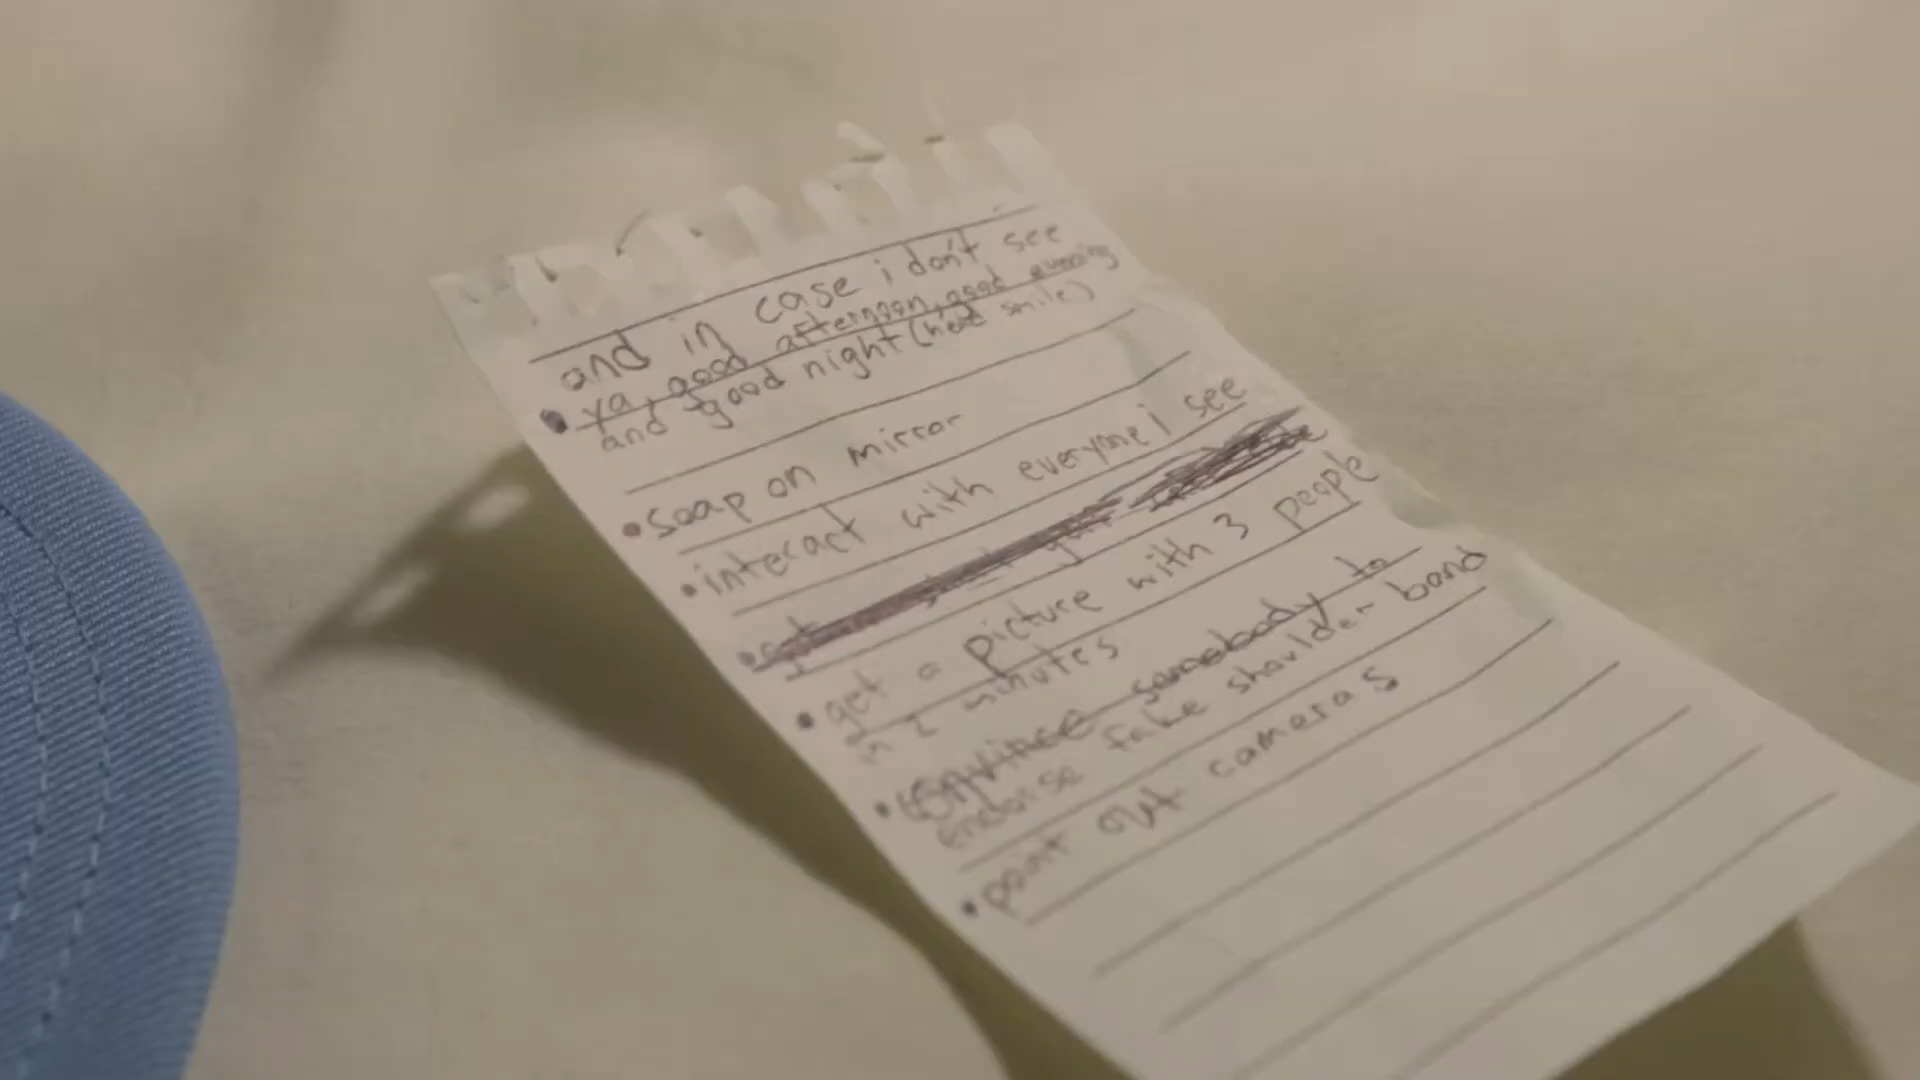 and in case i don't see
• ya, good afternoon, good evening
and good night (held smile)
• soap on mirror
• interact with everyone i see
• get
• get a picture with 3 people
in 2 minutes
• convince somebody to
endorse fake shoulder band
• point out cameras